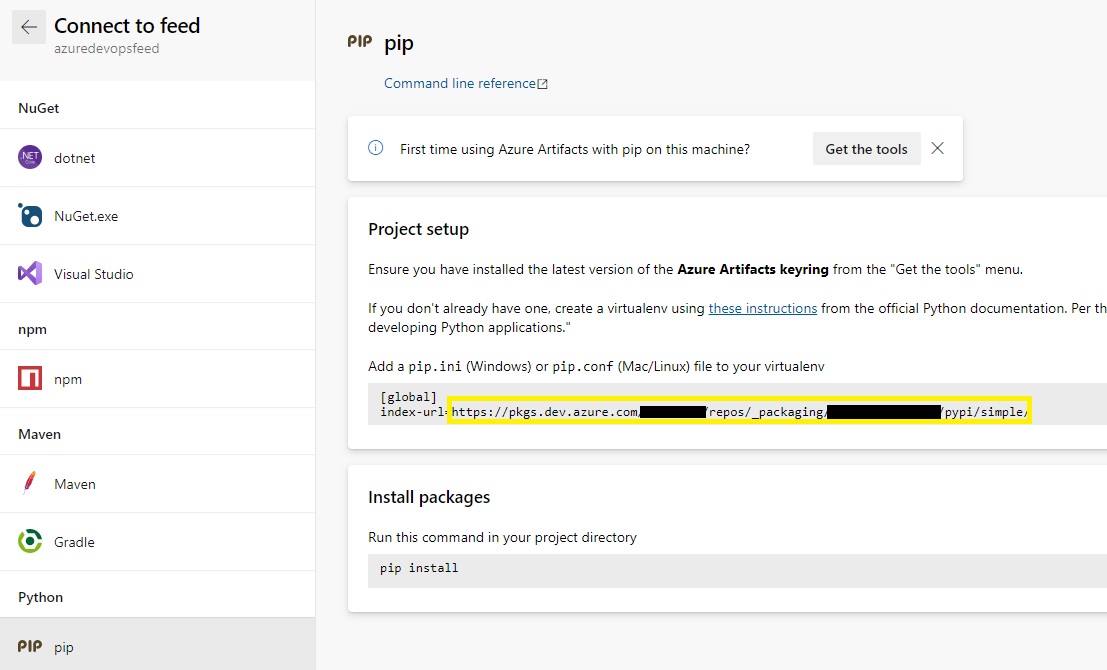 Connect to feed
azuredevopsfeed
NuGet
NET
Core
dotnet
NuGet.exe
Visual Studio
npm
npm
Maven
Maven
Gradle
Python
PIP pip
PIP pip
Command line reference
First time using Azure Artifacts with pip on this machine?
Get the tools
Project setup
Ensure you have installed the latest version of the Azure Artifacts keyring from the "Get the tools" menu.
If you don't already have one, create a virtualenv using these instructions from the official Python documentation. Per th
developing Python applications."
Add a pip.ini (Windows) or pip.conf (Mac/Linux) file to your virtualenv
[global]
index-url=https://pkgs.dev.azure.com/ /repos/_packaging/ /pypi/simple/
Install packages
Run this command in your project directory
pip install